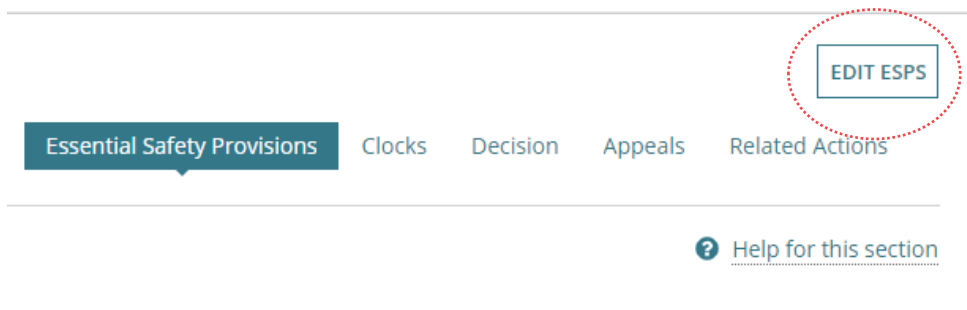 EDIT ESPS
Essential Safety Provisions Clocks Decision Appeals Related Actions
? Help for this section